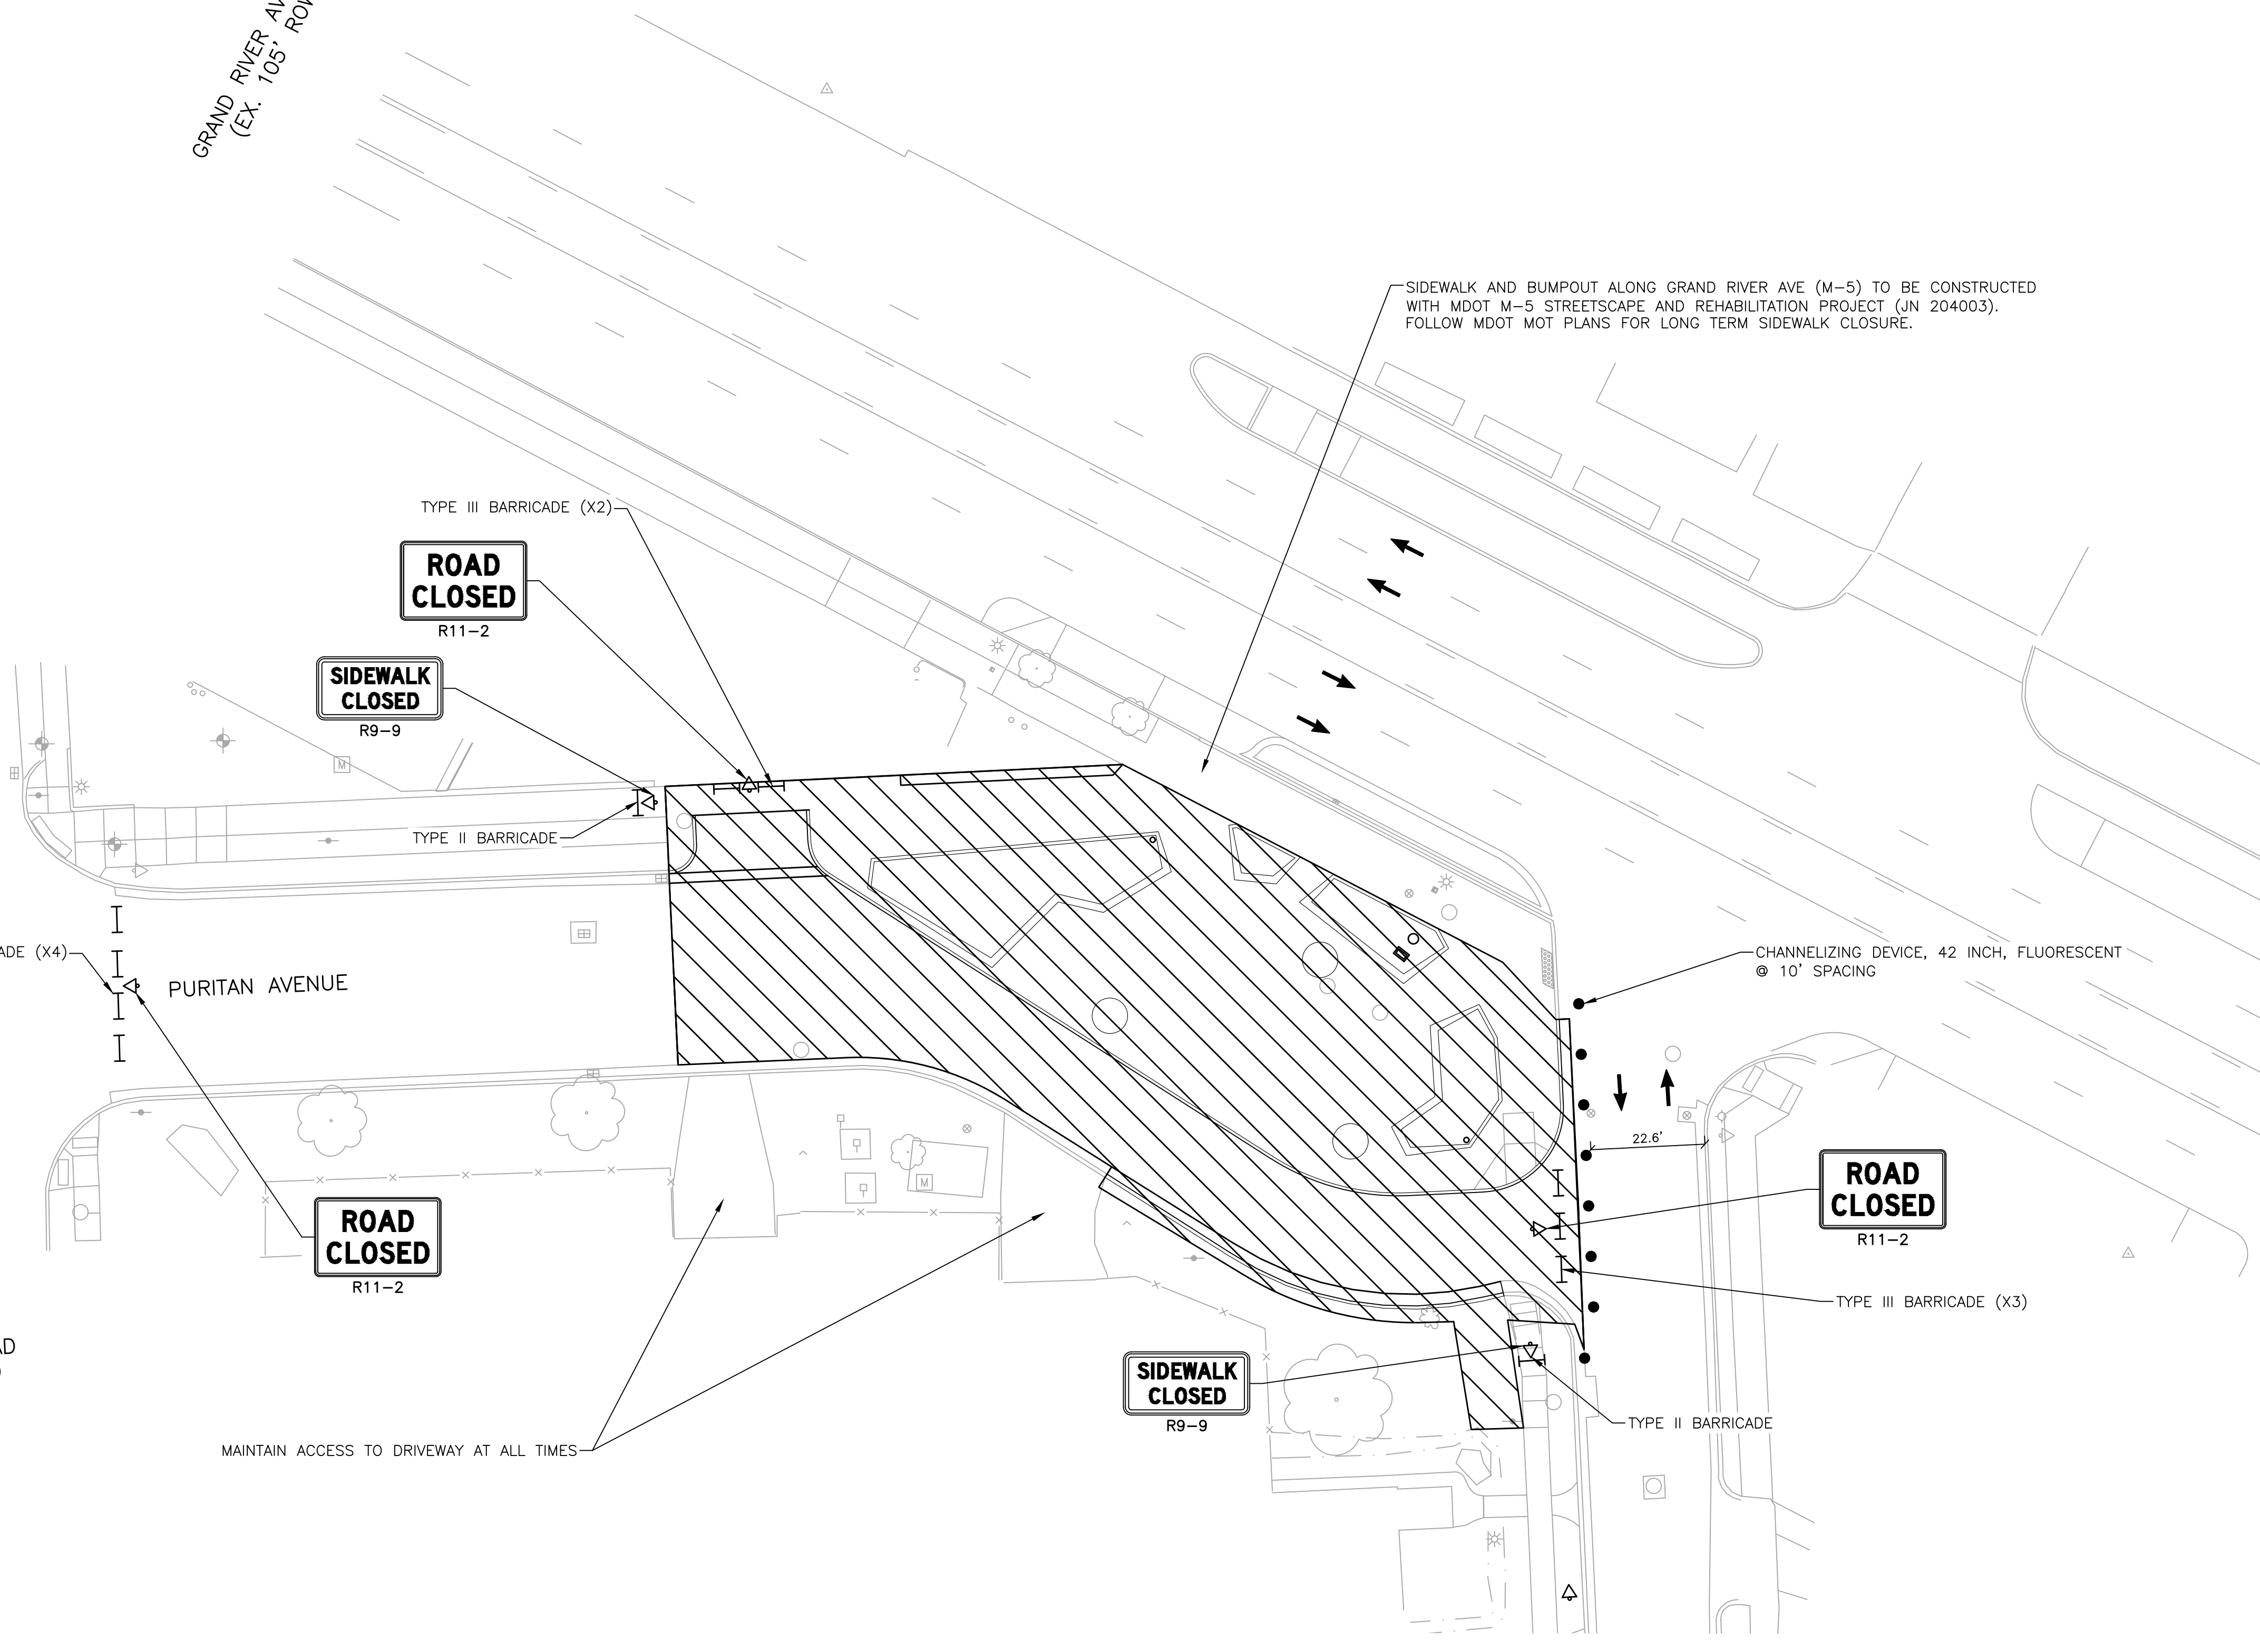 GRAND RIVER AV
(EX. 105' ROW
SIDEWALK AND BUMPOUT ALONG GRAND RIVER AVE (M-5) TO BE CONSTRUCTED
WITH MDOT M-5 STREETSCAPE AND REHABILITATION PROJECT (JN 204003).
FOLLOW MDOT MOT PLANS FOR LONG TERM SIDEWALK CLOSURE.
TYPE III BARRICADE (X2)
ROAD
CLOSED
R11-2
SIDEWALK
CLOSED
R9-9
M
TYPE II BARRICADE
ADE (X4)
PURITAN AVENUE
CHANNELIZING DEVICE, 42 INCH, FLUORESCENT
@ 10' SPACING
22.6'
M
ROAD
CLOSED
R11-2
ROAD
CLOSED
R11-2
TYPE III BARRICADE (X3)
AD
SIDEWALK
CLOSED
R9-9
TYPE II BARRICADE
MAINTAIN ACCESS TO DRIVEWAY AT ALL TIMES